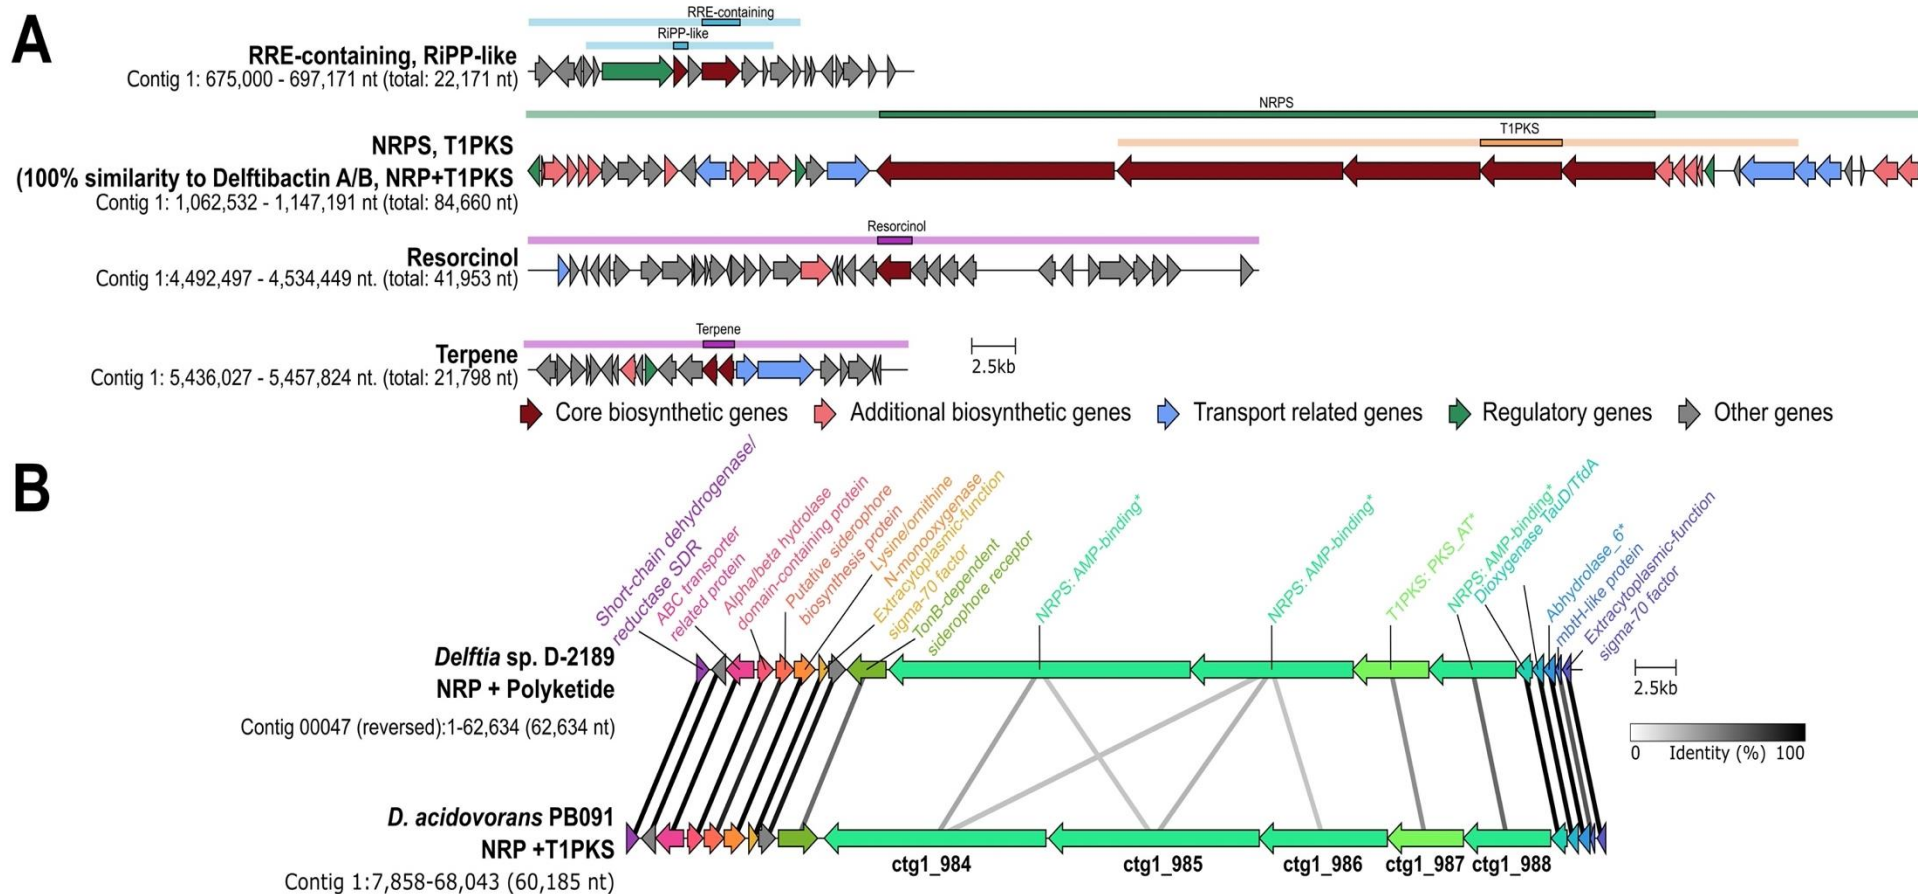 A
RRE-containing
RiPP-like
RRE-containing, RiPP-like
Contig 1: 675,000 - 697,171 nt (total: 22,171 nt)
NRPS
T1PKS
NRPS, T1PKS
(100% similarity to Delftibactin A/B, NRP+T1PKS
Contig 1: 1,062,532 - 1,147,191 nt (total: 84,660 nt)
Resorcinol
Resorcinol
Contig 1:4,492,497 - 4,534,449 nt. (total: 41,953 nt)
Terpene
Terpene
Contig 1: 5,436,027 - 5,457,824 nt. (total: 21,798 nt)
2.5kb
Core biosynthetic genes
Additional biosynthetic genes
Transport related genes
Regulatory genes
Other genes
B
Short-chain dehydrogenase/
reductase SDR
ABC transporter
related protein
Alpha/beta hydrolase
domain-containing protein
Putative siderophore
biosynthesis protein
Lysine/ornithine
N-monooxygenase
Extracytoplasmic-function
sigma-70 factor
TonB-dependent
siderophore receptor
NRPS: AMP-binding*
NRPS: AMP-binding*
T1PKS: PKS_AT*
NRPS: AMP-binding*
Dioxygenase TauD/TfdA
Abhydrolase_6*
mbtH-like protein
Extracytoplasmic-function
sigma-70 factor
Delftia sp. D-2189
NRP + Polyketide
Contig 00047 (reversed):1-62,634 (62,634 nt)
2.5kb
0 Identity (%) 100
D. acidovorans PB091
NRP +T1PKS
Contig 1:7,858-68,043 (60,185 nt)
ctg1_984
ctg1_985
ctg1_986
ctg1_987
ctg1_988